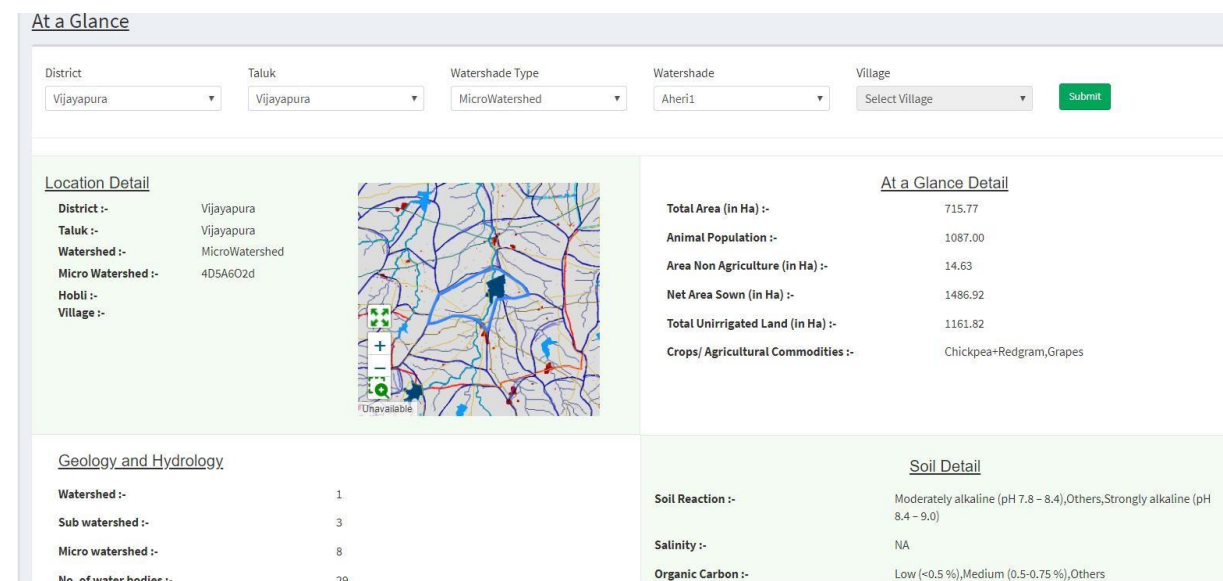 At a Glance
District Taluk Watershade Type Watershade Village
Vijayapura Vijayapura MicroWatershed Aheri1 Select Village Submit
Location Detail
District :- Vijayapura
Taluk :- Vijayapura
Watershed :- MicroWatershed
Micro Watershed :- 4D5A6O2d
Hobli :-
Village :-
+
−
Unavailable
At a Glance Detail
Total Area (in Ha) :- 715.77
Animal Population :- 1087.00
Area Non Agriculture (in Ha) :- 14.63
Net Area Sown (in Ha) :- 1486.92
Total Unirrigated Land (in Ha) :- 1161.82
Crops/ Agricultural Commodities :- Chickpea+Redgram,Grapes
Geology and Hydrology
Watershed :- 1
Sub watershed :- 3
Micro watershed :- 8
No. of water bodies :- 29
Soil Detail
Soil Reaction :- Moderately alkaline (pH 7.8 – 8.4),Others,Strongly alkaline (pH
8.4 – 9.0)
Salinity :- NA
Organic Carbon :- Low (<0.5 %),Medium (0.5-0.75 %),Others